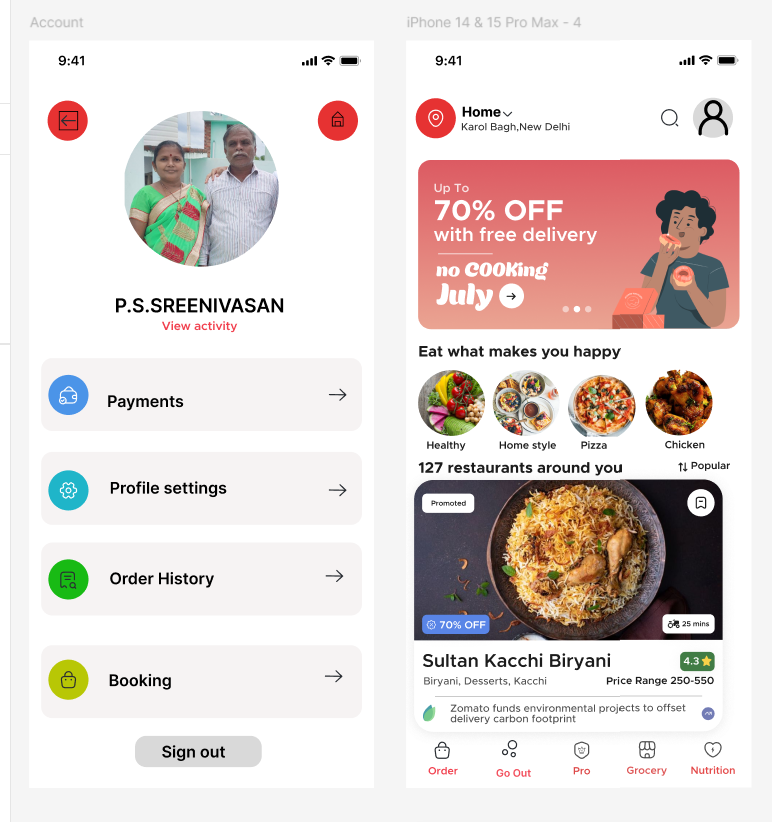 Account
9:41
P.S.SREENIVASAN
View activity
Payments
Profile settings
Order History
Booking
Sign out
iPhone 14 & 15 Pro Max - 4
9:41
Home
Karol Bagh,New Delhi
Up To
70% OFF
with free delivery
no COOKing
July
Eat what makes you happy
Healthy
Home style
Pizza
Chicken
127 restaurants around you
Popular
Promoted
70% OFF
25 mins
Sultan Kacchi Biryani
4.3
Biryani, Desserts, Kacchi
Price Range 250-550
Zomato funds environmental projects to offset
delivery carbon footprint
Order
Go Out
Pro
Grocery
Nutrition